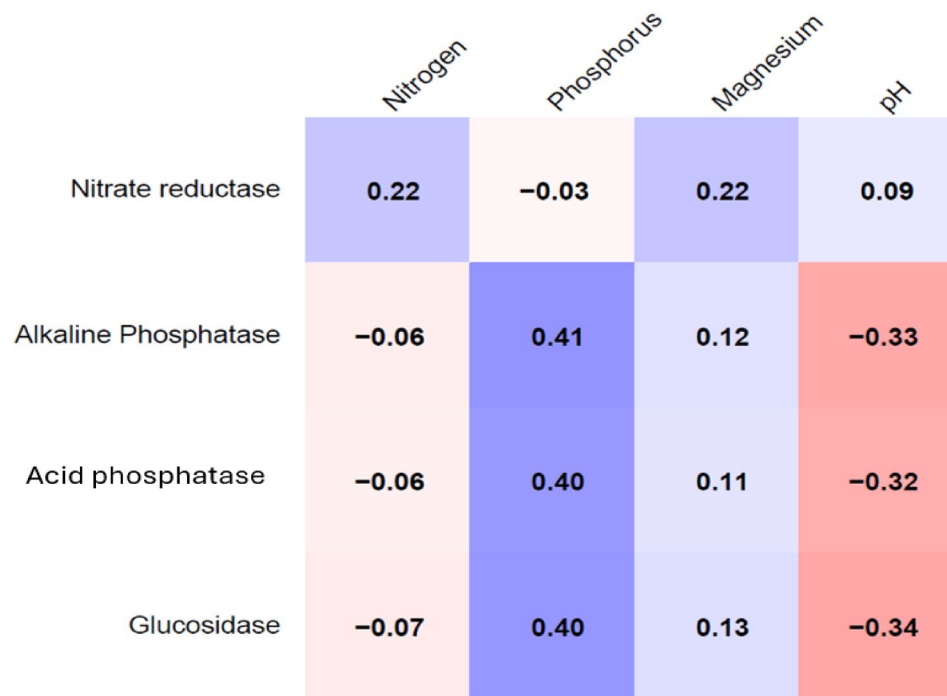 Nitrogen Phosphorus Magnesium pH
Nitrate reductase 0.22 −0.03 0.22 0.09
Alkaline Phosphatase −0.06 0.41 0.12 −0.33
Acid phosphatase −0.06 0.40 0.11 −0.32
Glucosidase −0.07 0.40 0.13 −0.34